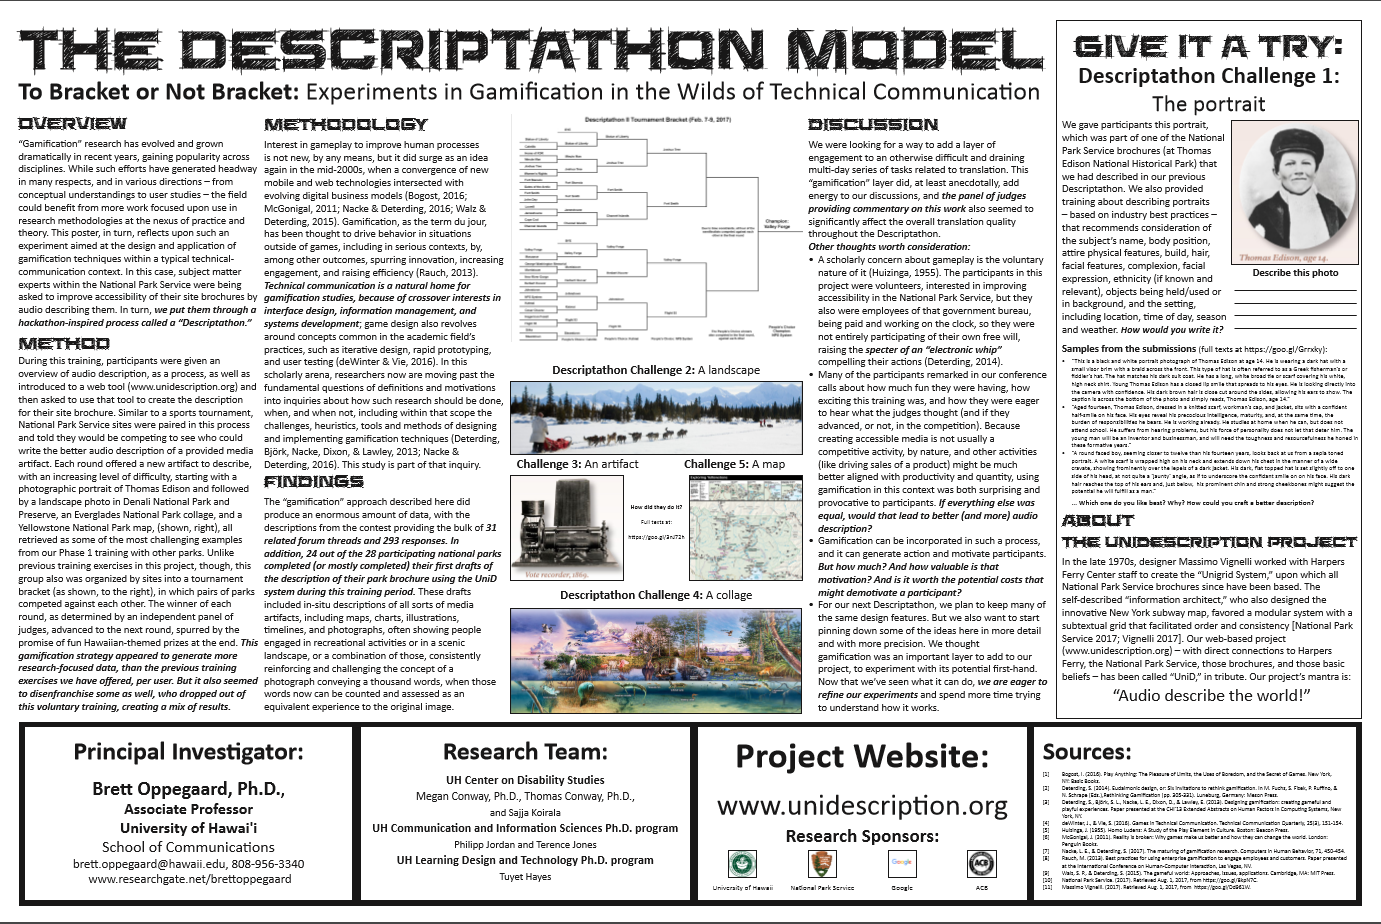 THE DESCRIPTATHON MODEL
To Bracket or Not Bracket: Experiments in Gamification in the Wilds of Technical Communication
OVERVIEW
“Gamification” research has evolved and grown
dramatically in recent years, gaining popularity across
disciplines. While such efforts have generated headway
in many respects, and in various directions – from
conceptual understandings to user studies – the field
could benefit from more work focused upon use in
research methodologies at the nexus of practice and
theory. This poster, in turn, reflects upon such an
experiment aimed at the design and application of
gamification techniques within a typical technical-
communication context. In this case, subject matter
experts within the National Park Service were being
asked to improve accessibility of their site brochures by
audio describing them. In turn, we put them through a
hackathon-inspired process called a “Descriptathon.”
METHOD
During this training, participants were given an
overview of audio description, as a process, as well as
introduced to a web tool (www.unidescription.org) and
then asked to use that tool to create the description
for their site brochure. Similar to a sports tournament,
National Park Service sites were paired in this process
and told they would be competing to see who could
write the better audio description of a provided media
artifact. Each round offered a new artifact to describe,
with an increasing level of difficulty, starting with a
photographic portrait of Thomas Edison and followed
by a landscape photo in Denali National Park and
Preserve, an Everglades National Park collage, and a
Yellowstone National Park map, (shown, right), all
retrieved as some of the most challenging examples
from our Phase 1 training with other parks. Unlike
previous training exercises in this project, though, this
group also was organized by sites into a tournament
bracket (as shown, to the right), in which pairs of parks
competed against each other. The winner of each
round, as determined by an independent panel of
judges, advanced to the next round, spurred by the
promise of fun Hawaiian-themed prizes at the end. This
gamification strategy appeared to generate more
research-focused data, than the previous training
exercises we have offered, per user. But it also seemed
to disenfranchise some as well, who dropped out of
this voluntary training, creating a mix of results.
METHODOLOGY
Interest in gameplay to improve human processes
is not new, by any means, but it did surge as an idea
again in the mid-2000s, when a convergence of new
mobile and web technologies intersected with
evolving digital business models (Bogost, 2016;
McGonigal, 2011; Nacke & Deterding, 2016; Walz &
Deterding, 2015). Gamification, as the term du jour,
has been thought to drive behavior in situations
outside of games, including in serious contexts, by,
among other outcomes, spurring innovation, increasing
engagement, and raising efficiency (Rauch, 2013).
Technical communication is a natural home for
gamification studies, because of crossover interests in
interface design, information management, and
systems development; game design also revolves
around concepts common in the academic field’s
practices, such as iterative design, rapid prototyping,
and user testing (deWinter & Vie, 2016). In this
scholarly arena, researchers now are moving past the
fundamental questions of definitions and motivations
into inquiries about how such research should be done,
when, and when not, including within that scope the
challenges, heuristics, tools and methods of designing
and implementing gamification techniques (Deterding,
Björk, Nacke, Dixon, & Lawley, 2013; Nacke &
Deterding, 2016). This study is part of that inquiry.
FINDINGS
The “gamification” approach described here did
produce an enormous amount of data, with the
descriptions from the contest providing the bulk of 31
related forum threads and 293 responses. In
addition, 24 out of the 28 participating national parks
completed (or mostly completed) their first drafts of
the description of their park brochure using the UniD
system during this training period. These drafts
included in-situ descriptions of all sorts of media
artifacts, including maps, charts, illustrations,
timelines, and photographs, often showing people
engaged in recreational activities or in a scenic
landscape, or a combination of those, consistently
reinforcing and challenging the concept of a
photograph conveying a thousand words, when those
words now can be counted and assessed as an
equivalent experience to the original image.
Descriptathon II Tournament Bracket (Feb. 7-9, 2017)
Champion:
Valley Forge
Descriptathon Challenge 2: A landscape
Challenge 3: An artifact
Challenge 5: A map
Vote recorder, 1869.
How did they do it?
Full texts at:
Descriptathon Challenge 4: A collage
DISCUSSION
We were looking for a way to add a layer of
engagement to an otherwise difficult and draining
multi-day series of tasks related to translation. This
“gamification” layer did, at least anecdotally, add
energy to our discussions, and the panel of judges
providing commentary on this work also seemed to
significantly affect the overall translation quality
throughout the Descriptathon.
Other thoughts worth consideration:
• A scholarly concern about gameplay is the voluntary
nature of it (Huizinga, 1955). The participants in this
project were volunteers, interested in improving
accessibility in the National Park Service, but they
also were employees of that government bureau,
being paid and working on the clock, so they were
not entirely participating of their own free will,
raising the specter of an “electronic whip”
compelling their actions (Deterding, 2014).
• Many of the participants remarked in our conference
calls about how much fun they were having, how
exciting this training was, and how they were eager
to hear what the judges thought (and if they
advanced, or not, in the competition). Because
creating accessible media is not usually a
competitive activity, by nature, and other activities
(like driving sales of a product) might be much
better aligned with productivity and quantity, using
gamification in this context was both surprising and
provocative to participants. If everything else was
equal, would that lead to better (and more) audio
description?
• Gamification can be incorporated in such a process,
and it can generate action and motivate participants.
But how much? And how valuable is that
motivation? And is it worth the potential costs that
might demotivate a participant?
• For our next Descriptathon, we plan to keep many of
the same design features. But we also want to start
pinning down some of the ideas here in more detail
and with more precision. We thought
gamification was an important layer to add to our
project, to experiment with its potential first-hand.
Now that we’ve seen what it can do, we are eager to
refine our experiments and spend more time trying
to understand how it works.
GIVE IT A TRY:
Descriptathon Challenge 1:
The portrait
We gave participants this portrait,
which was part of one of the National
Park Service brochures (at Thomas
Edison National Historical Park) that
we had described in our previous
Descriptathon. We also provided
training about describing portraits
– based on industry best practices –
that recommends consideration of
the subject’s name, body position,
attire physical features, build, hair,
facial features, complexion, facial
expression, ethnicity (if known and
relevant), objects being held/used or
in background, and the setting,
including location, time of day, season
and weather. How would you write it?
Thomas Edison, age 14.
Describe this photo
Samples from the submissions (full texts at https://goo.gl/Grrxky):
• “This is a black and white portrait photograph of Thomas Edison at age 14. He is wearing a dark hat with a
small visor brim with a braid across the front. This type of hat is often referred to as a Greek fisherman’s or
fiddler’s hat. The hat matches his dark suit coat. He has a long, white broad tie or scarf covering his white,
high neck shirt. Young Thomas Edison has a closed lip smile that spreads to his eyes. He is looking directly into
the camera with confidence. His dark brown hair is close cut around the sides, allowing his ears to show. The
caption is across the bottom of the photo and simply reads, Thomas Edison, age 14.”
• “Aged fourteen, Thomas Edison, dressed in a knitted scarf, workman’s cap, and jacket, sits with a confident
half-smile on his face. His eyes reveal his precocious intelligence, maturity, and, at the same time, the
burden of responsibilities he bears. He is working already. He studies at home when he can, but does not
attend school. He suffers from hearing problems, but his force of personality does not let that deter him. The
young man will be an inventor and businessman, and will need the toughness and resourcefulness he honed in
these formative years.”
• “A round faced boy, seeming closer to twelve than his fourteen years, looks back at us from a sepia toned
portrait. A white scarf is wrapped high on his neck and extends down his chest in the manner of a wide
cravate, showing prominently over the lapels of a dark jacket. His dark, flat topped hat is set slightly off to one
side of his head, at not quite a ‘jaunty’ angle, as if to underscore the confident smile on his face. His dark
hair reaches the top of his ears and, just below, his prominent chin and strong cheekbones might suggest the
potential he will fulfill as a man.”
... Which one do you like best? Why? How could you craft a better description?
ABOUT
THE UNIDESCRIPTION PROJECT
In the late 1970s, designer Massimo Vignelli worked with Harpers
Ferry Center staff to create the “Unigrid System,” upon which all
National Park Service brochures since have been based. The
self-described “information architect,” who also designed the
innovative New York subway map, favored a modular system with a
subtextual grid that facilitated order and consistency [National Park
Service 2017; Vignelli 2017]. Our web-based project
(www.unidescription.org) – with direct connections to Harpers
Ferry, the National Park Service, those brochures, and those basic
beliefs – has been called “UniD,” in tribute. Our project’s mantra is:
“Audio describe the world!”
Principal Investigator:
Brett Oppegaard, Ph.D.,
Associate Professor
University of Hawai'i
School of Communications
brett.oppegaard@hawaii.edu, 808-956-3340
www.researchgate.net/brettoppegaard
Research Team:
UH Center on Disability Studies
Megan Conway, Ph.D., Thomas Conway, Ph.D.,
and Sajja Koirala
UH Communication and Information Sciences Ph.D. program
Philipp Jordan and Terence Jones
UH Learning Design and Technology Ph.D. program
Tuyet Hayes
Project Website:
www.unidescription.org
Research Sponsors:
University of Hawaii
National Park Service
Google
Google
ACB
ACB
Sources:
[1] Bogost, I. (2016). Play Anything: The Pleasure of Limits, the Uses of Boredom, and the Secret of Games. New York,
NY: Basic Books.
[2] Deterding, S. (2014). Eudaimonic design, or: Six invitations to rethink gamification. In M. Fuchs, S. Fizek, P. Ruffino, &
N. Schrape (Eds.), Rethinking Gamification (pp. 305-331). Luneburg, Germany: Meson Press.
[3] Deterding, S., Björk, S. L., Nacke, L. E., Dixon, D., & Lawley, E. (2013). Designing gamification: creating gameful and
playful experiences. Paper presented at the CHI'13 Extended Abstracts on Human Factors in Computing Systems, New
York, NY.
[4] deWinter, J., & Vie, S. (2016). Games in Technical Communication. Technical Communication Quarterly, 25(3), 151-154.
[5] Huizinga, J. (1955). Homo Ludens: A Study of the Play Element in Culture. Boston: Beacon Press.
[6] McGonigal, J. (2011). Reality is broken: Why games make us better and how they can change the world. London:
Penguin Books.
[7] Nacke, L. E., & Deterding, S. (2017). The maturing of gamification research. Computers in Human Behavior, 71, 450-454.
[8] Rauch, M. (2013). Best practices for using enterprise gamification to engage employees and customers. Paper presented
at the International Conference on Human-Computer Interaction, Las Vegas, NV.
[9] Walz, S. P., & Deterding, S. (2015). The gameful world: Approaches, issues, applications. Cambridge, MA: MIT Press.
[10] National Park Service. (2017). Retrieved Aug. 1, 2017, from
[11] Massimo Vignelli. (2017). Retrieved Aug. 1, 2017, from